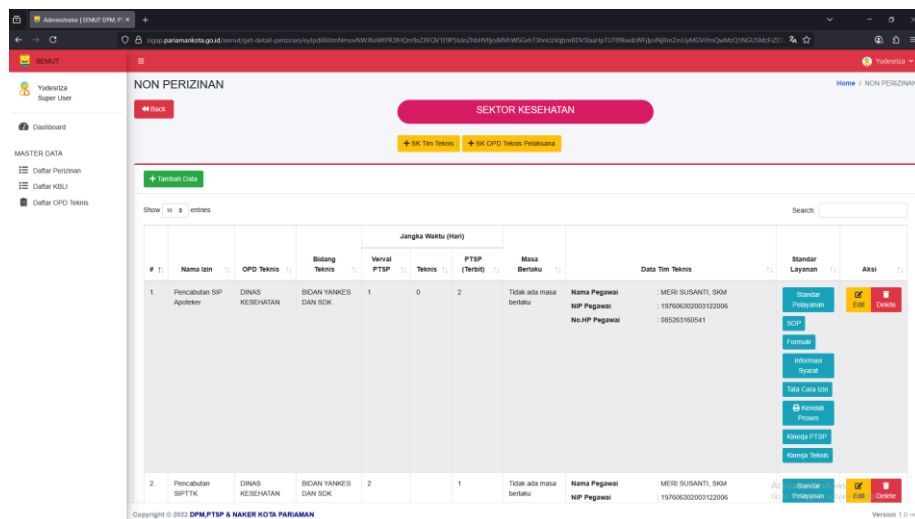 Administrator | SEMUT DPM, PT
sigap.pariamankota.go.id
SEMUT
Yudesriza
Yudesriza
Super User
Dashboard
MASTER DATA
Daftar Perizinan
Daftar KBLI
Daftar OPD Teknis
NON PERIZINAN
Home / NON PERIZINAN
Back
SEKTOR KESEHATAN
+ SK Tim Teknis
+ SK OPD Teknis Pelaksana
+ Tambah Data
Show 10 entries
Search:
Jangka Waktu (Hari)
# Nama Izin OPD Teknis Bidang Teknis Verval PTSP Teknis PTSP (Terbit) Masa Berlaku Data Tim Teknis Standar Layanan Aksi
1. Pencabutan SIP Apoteker DINAS KESEHATAN BIDAN YANKES DAN SDK 1 0 2 Tidak ada masa berlaku
Nama Pegawai : MERI SUSANTI, SKM
NIP Pegawai : 197606302003122006
No.HP Pegawai : 085263160541
Standar Pelayanan
SOP
Formulir
Informasi Syarat
Tata Cara Izin
Kendali Proses
Kinerja PTSP
Kinerja Teknis
Edit
Delete
2. Pencabutan SIPTTK DINAS KESEHATAN BIDAN YANKES DAN SDK 2 1 Tidak ada masa berlaku
Nama Pegawai : MERI SUSANTI, SKM
NIP Pegawai : 197606302003122006
Standar Pelayanan
Edit
Delete
Copyright © 2023 DPM,PTSP & NAKER KOTA PARIAMAN
Version 1.0